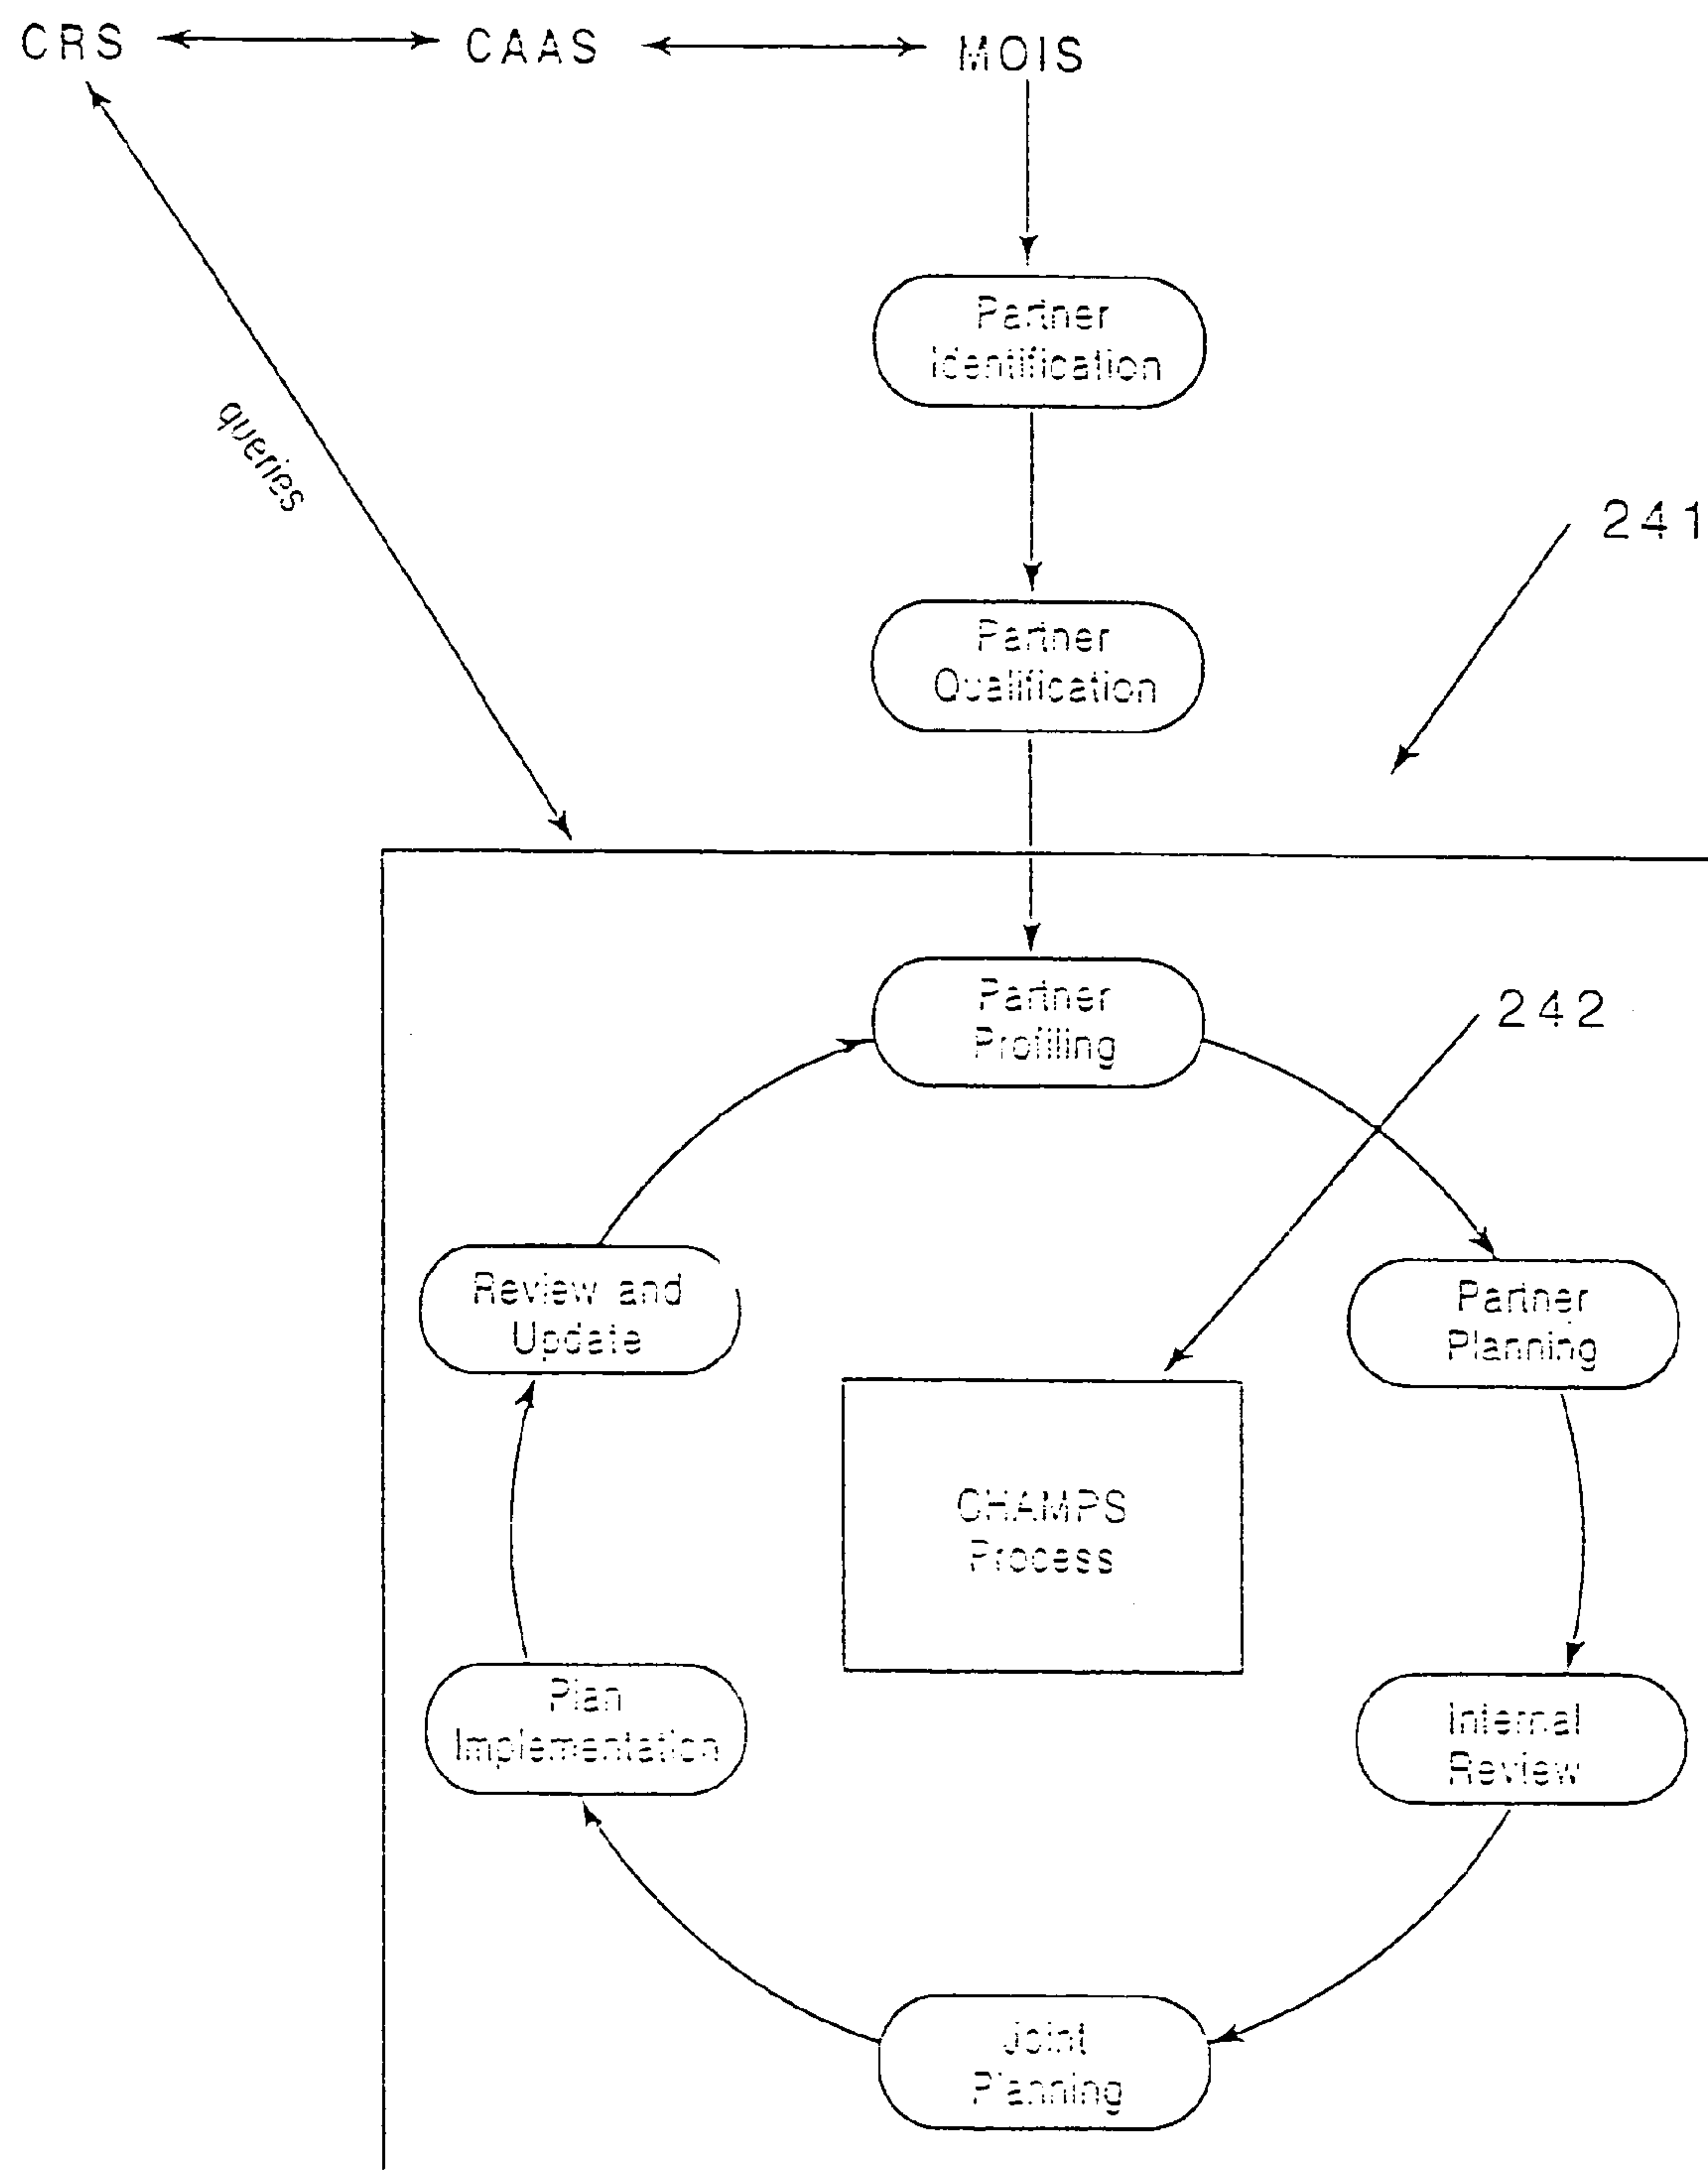 CRS CAAS MOIS
queries
Partner
Identification
241
Partner
Qualification
Partner
Profiling
242
Review and
Update
Partner
Planning
CHAMPS
Process
Plan
Implementation
Internal
Review
Joint
Planning